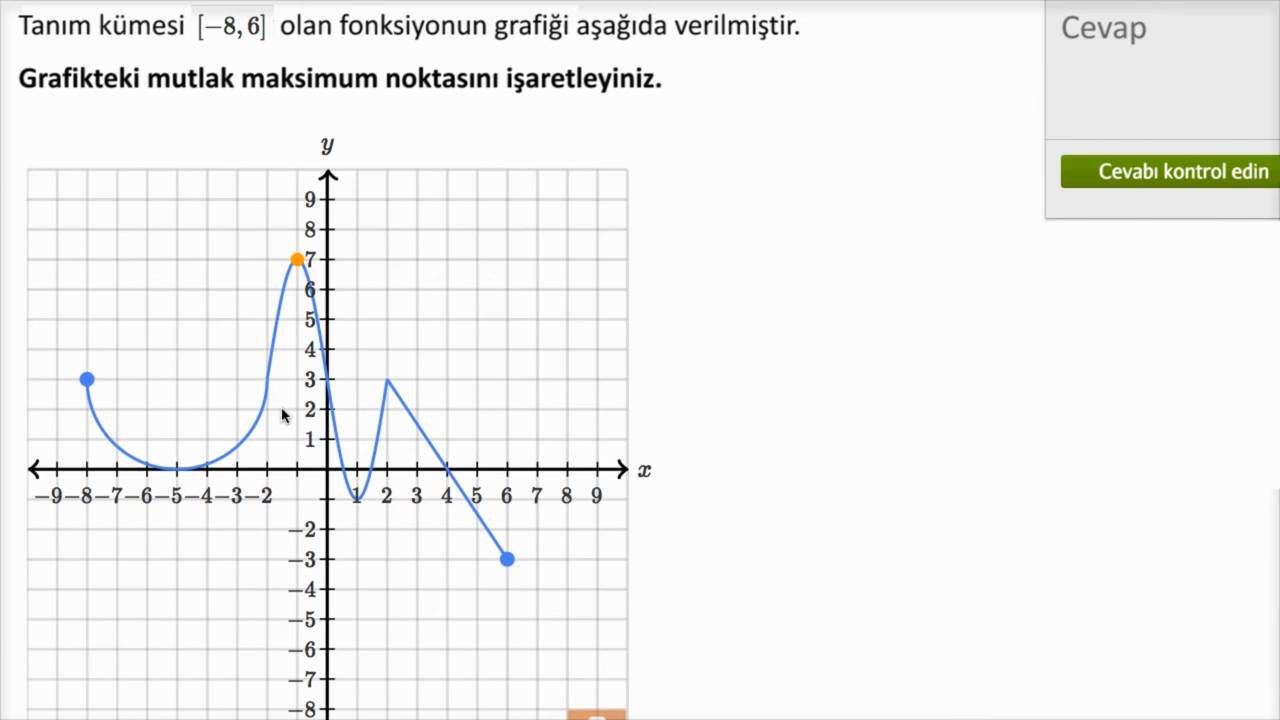 Tanım kümesi [−8, 6] olan fonksiyonun grafiği aşağıda verilmiştir.
Grafikteki mutlak maksimum noktasını işaretleyiniz.
Cevap
Cevabı kontrol edin
y
9
8
7
6
5
4
3
2
1
x
−9 −8 −7 −6 −5 −4 −3 −2 1 2 3 4 5 6 7 8 9
−2
−3
−4
−5
−6
−7
−8